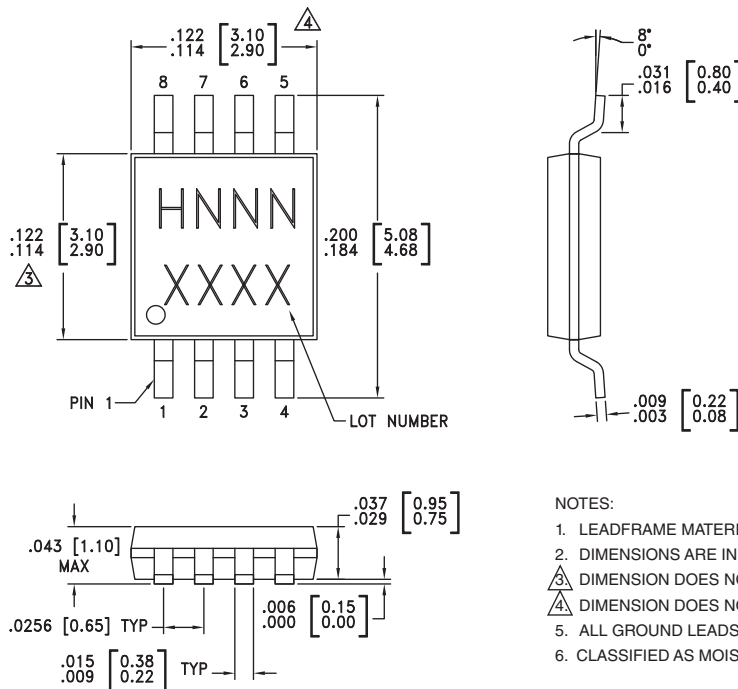 .122 [3.10]
.114 [2.90]
4
8 7 6 5
HNNN
XXXX
.122 [3.10]
.114 [2.90]
3
.200 [5.08]
.184 [4.68]
PIN 1
1 2 3 4
LOT NUMBER
8°
0°
.031 [0.80]
.016 [0.40]
.009 [0.22]
.003 [0.08]
.043 [1.10]
MAX
.037 [0.95]
.029 [0.75]
.0256 [0.65] TYP
.006 [0.15]
.000 [0.00]
.015 [0.38]
.009 [0.22]
TYP
NOTES:
1. LEADFRAME MATERI
2. DIMENSIONS ARE IN
3. DIMENSION DOES NO
4. DIMENSION DOES NO
5. ALL GROUND LEADS
6. CLASSIFIED AS MOIS